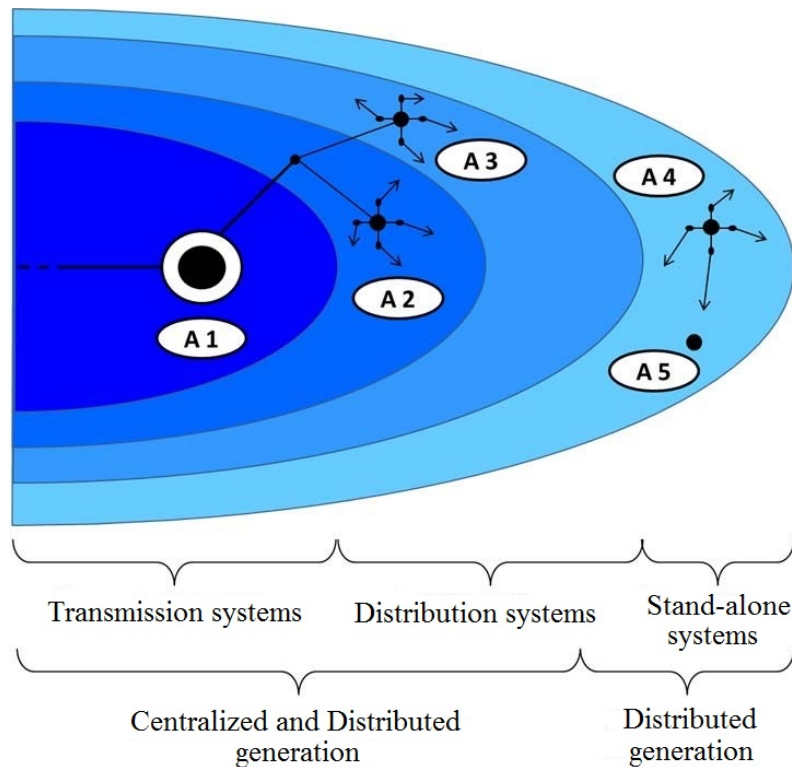 A 3
A 4
A 2
A 1
A 5
Transmission systems
Distribution systems
Stand-alone
systems
Centralized and Distributed
generation
Distributed
generation